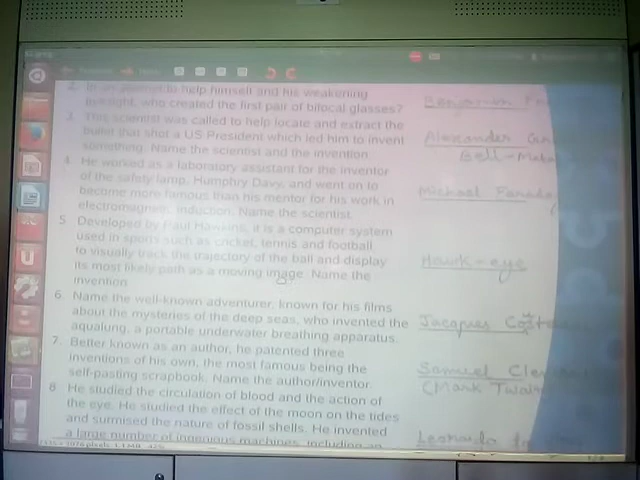 2. In an attempt to help himself and his weakening
eyesight, who created the first pair of bifocal glasses?
Benjamin
3. This scientist was called to help locate and extract the
bullet that shot a US President which led him to invent
something. Name the scientist and the invention.
Alexander
Bell - Metal
4. He worked as a laboratory assistant for the inventor
of the safety lamp, Humphry Davy, and went on to
become more famous than his mentor for his work in
electromagnetic induction. Name the scientist.
Michael Faraday
5. Developed by Paul Hawkins, it is a computer system
used in sports such as cricket, tennis and football
to visually track the trajectory of the ball and display
its most likely path as a moving image. Name the
invention.
Hawk-eye
6. Name the well-known adventurer, known for his films
about the mysteries of the deep seas, who invented the
aqualung, a portable underwater breathing apparatus.
Jacques
7. Better known as an author, he patented three
inventions of his own, the most famous being the
self-pasting scrapbook. Name the author/inventor.
Samuel
(Mark Twain
8. He studied the circulation of blood and the action of
the eye. He studied the effect of the moon on the tides
and surmised the nature of fossil shells. He invented
a large number of ingenious machines, including an
Leonardo